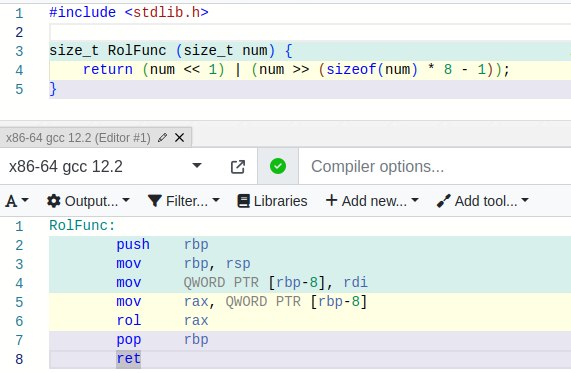 1 #include <stdlib.h>
2
3 size_t RolFunc (size_t num) {
4     return (num << 1) | (num >> (sizeof(num) * 8 - 1));
5 }
x86-64 gcc 12.2 (Editor #1)
x86-64 gcc 12.2 Compiler options...
A Output... Filter... Libraries Add new... Add tool...
1 RolFunc:
2         push    rbp
3         mov     rbp, rsp
4         mov     QWORD PTR [rbp-8], rdi
5         mov     rax, QWORD PTR [rbp-8]
6         rol     rax
7         pop     rbp
8         ret